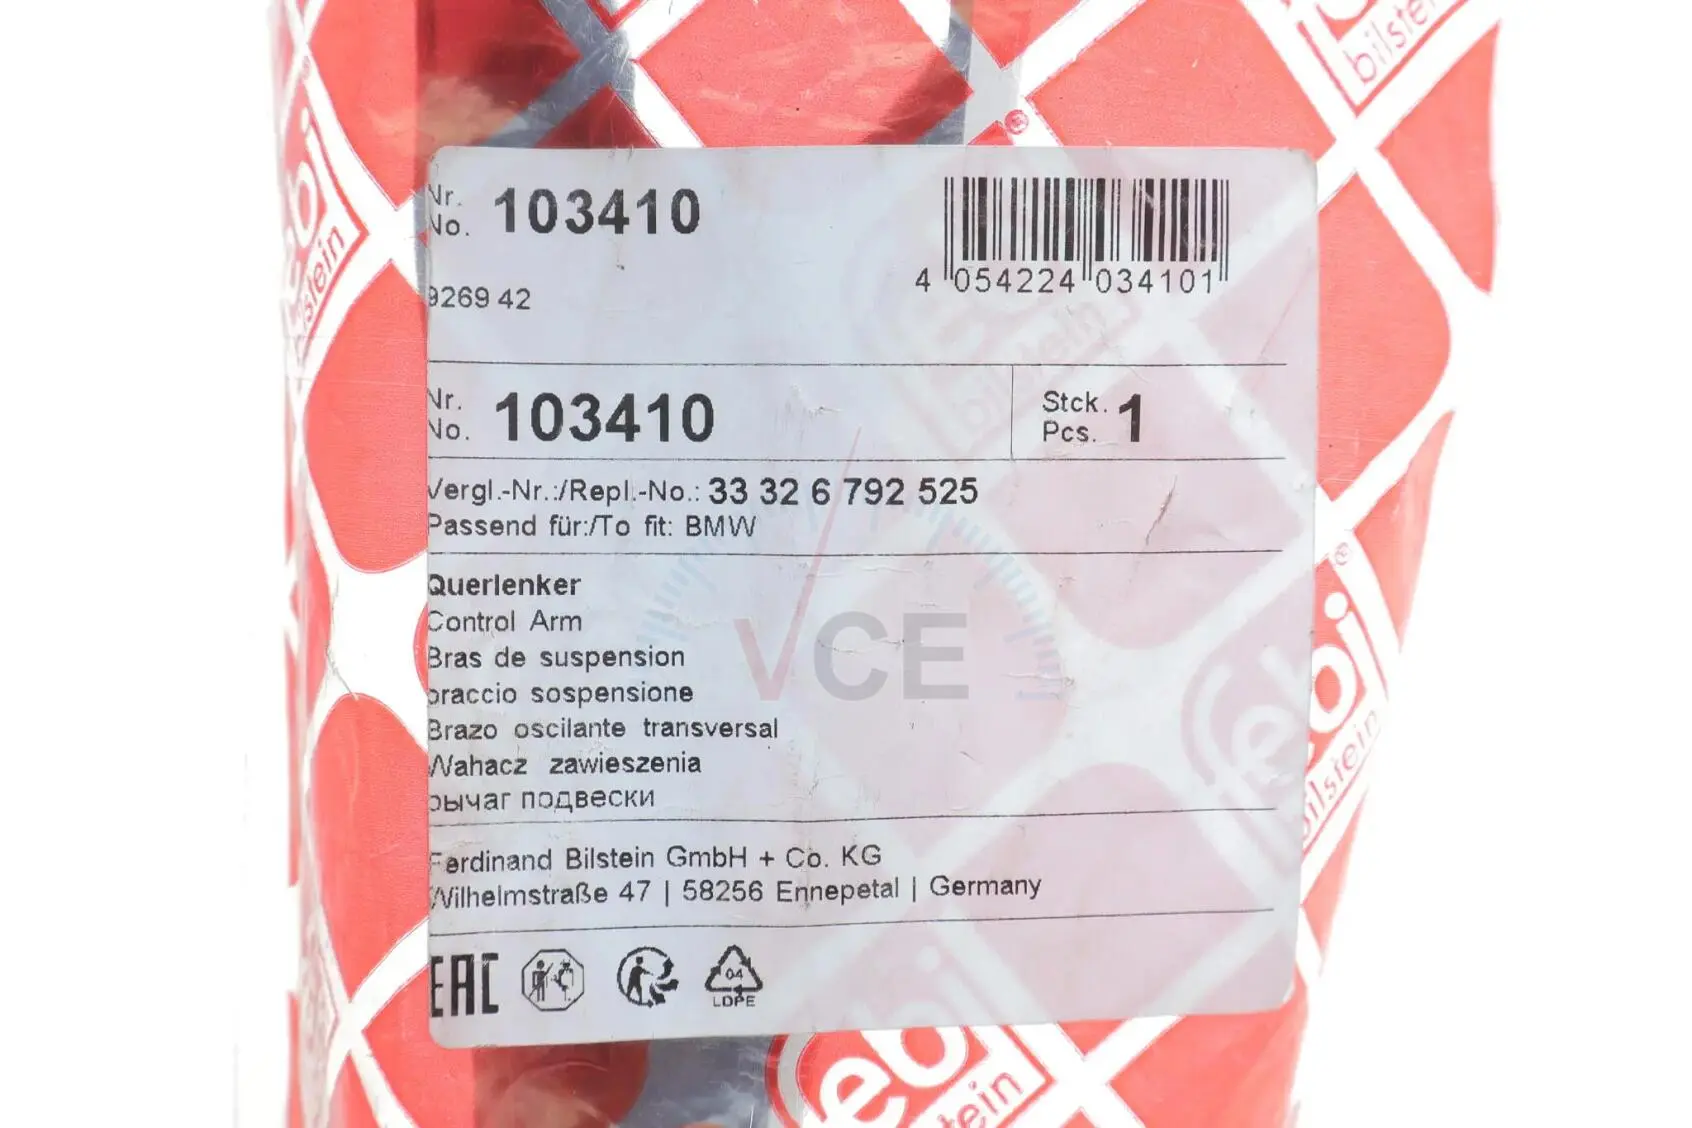 bilstein
Nr.
No. 103410
4 054224 034101
9269 42
Nr.
No. 103410
Stck.
Pcs. 1
Vergl.-Nr.:/Repl.-No.: 33 32 6 792 525
Passend für:/To fit: BMW
Querlenker
Control Arm
Bras de suspension
braccio sospensione
Brazo oscilante transversal
Wahacz zawieszenia
рычаг подвески
Ferdinand Bilstein GmbH + Co. KG
Wilhelmstraße 47 | 58256 Ennepetal | Germany
EAC
04
LDPE
VCE
febi
bilstein
febi
bilstein